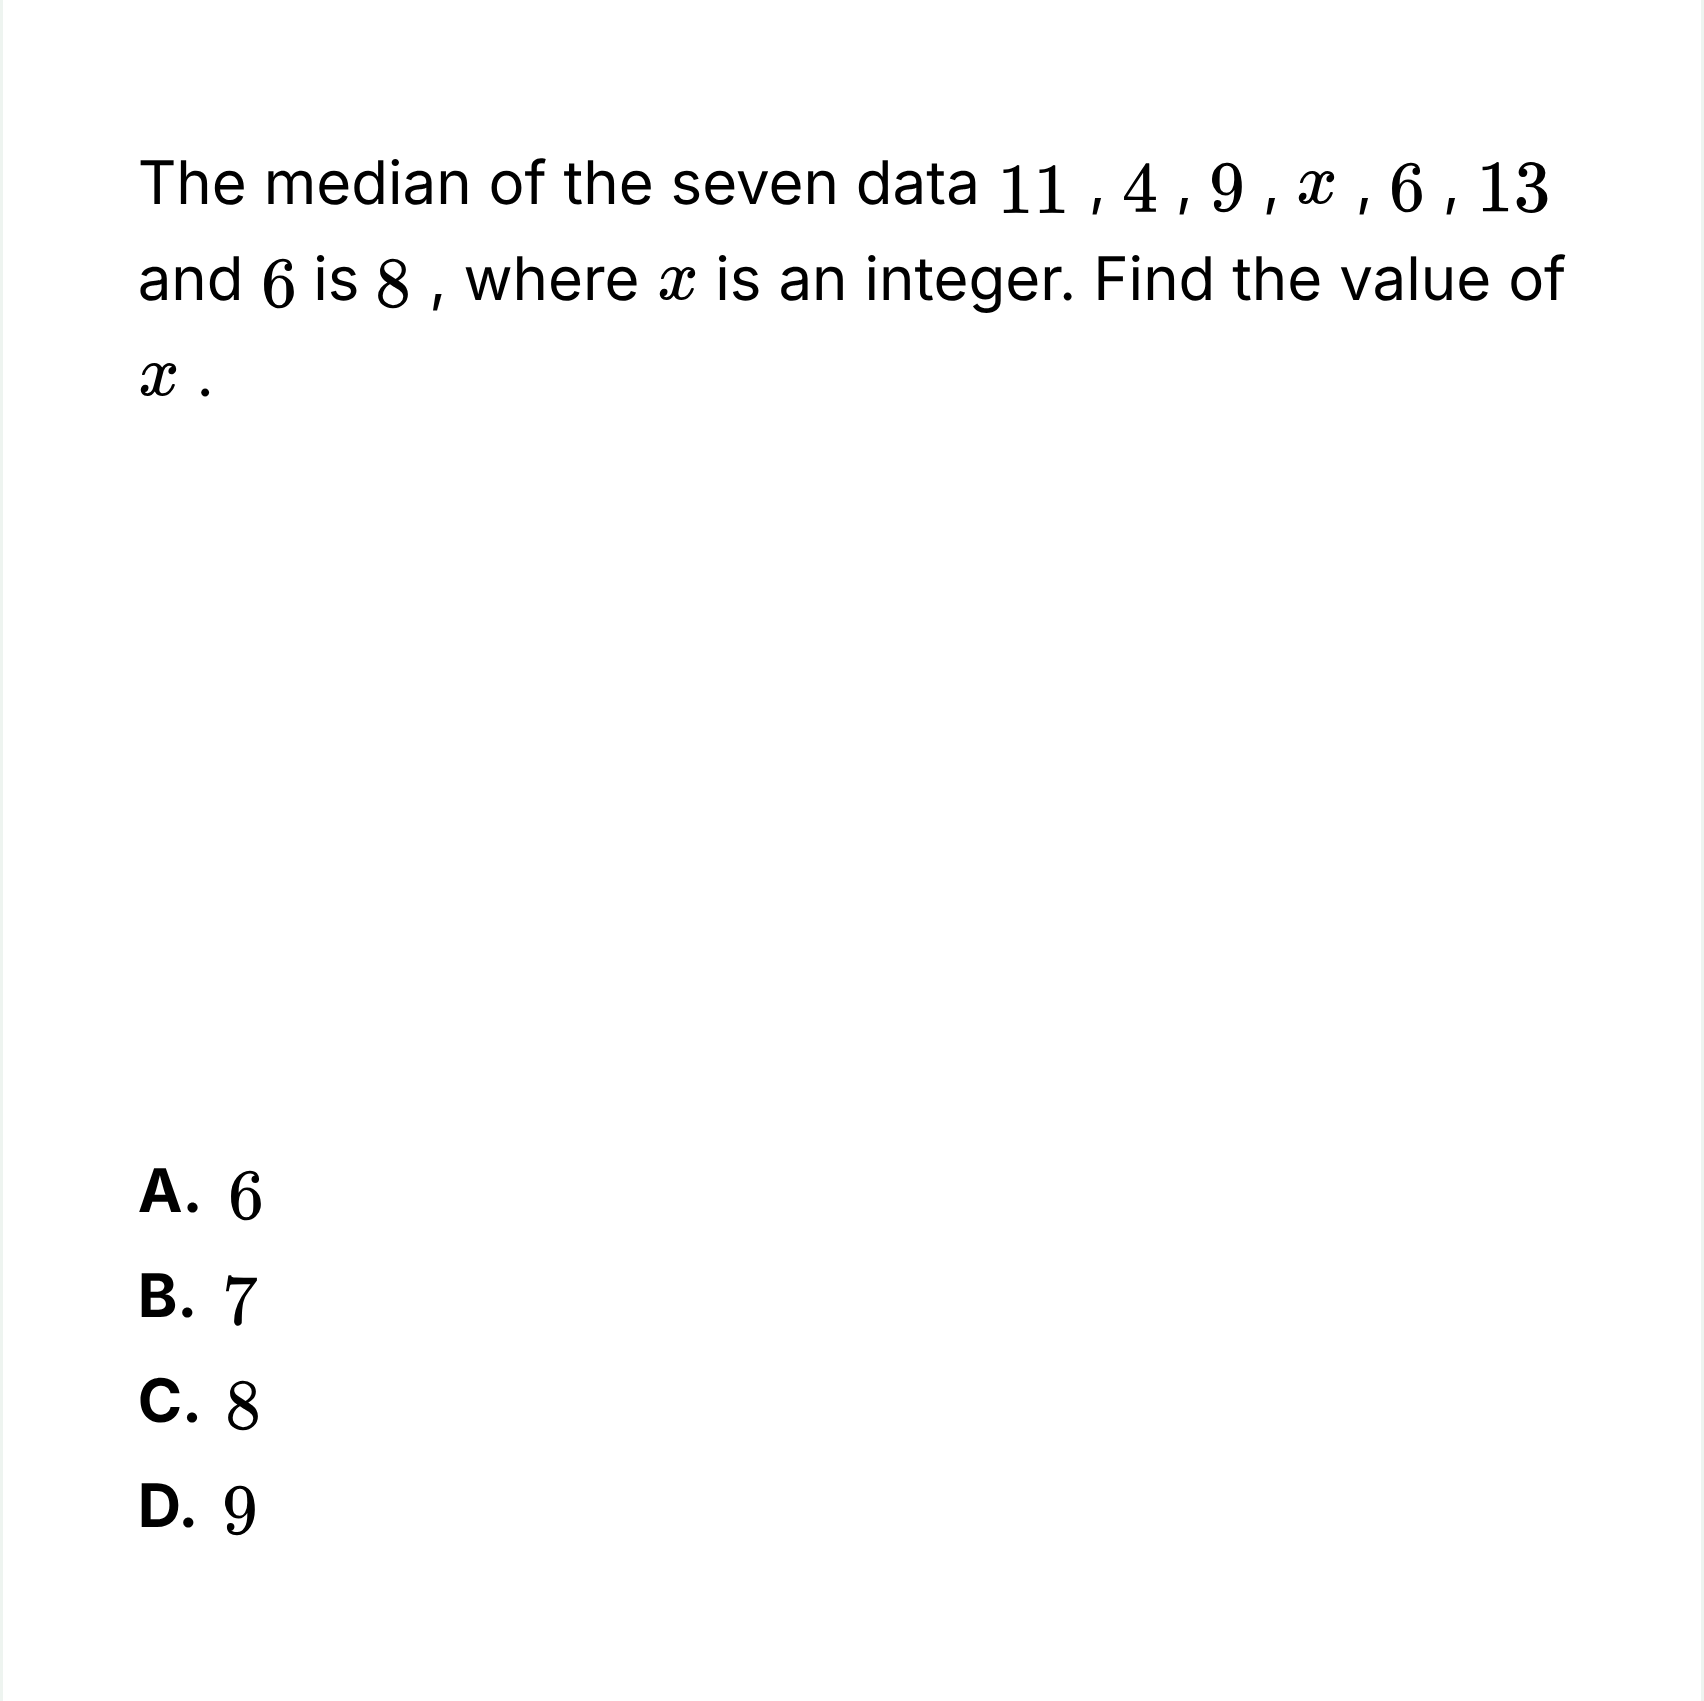 The median of the seven data 11 , 4 , 9 , x , 6 , 13
and 6 is 8 , where x is an integer. Find the value of
x .
A. 6
B. 7
C. 8
D. 9